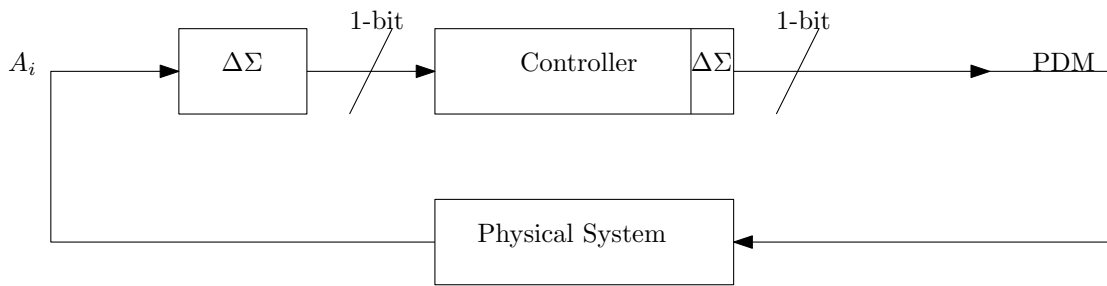 1-bit
1-bit
A_i
ΔΣ
Controller
ΔΣ
PDM
Physical System